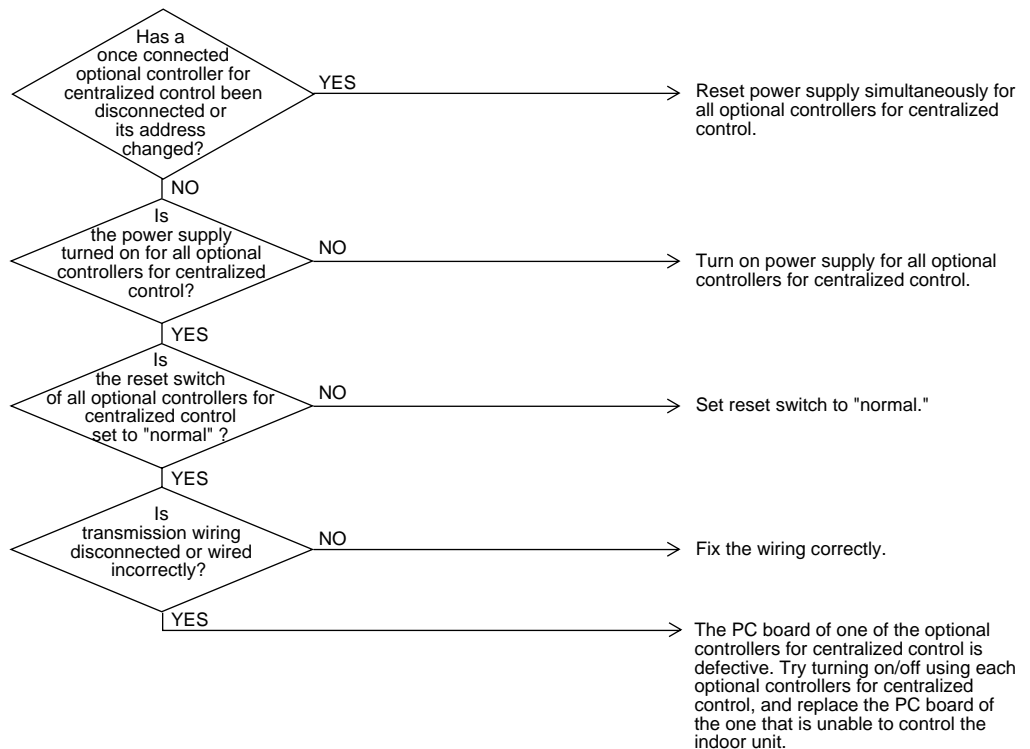 Has a
once connected
optional controller for
centralized control been
disconnected or
its address
changed?
YES
Reset power supply simultaneously for
all optional controllers for centralized
control.
NO
Is
the power supply
turned on for all optional
controllers for centralized
control?
NO
Turn on power supply for all optional
controllers for centralized control.
YES
Is
the reset switch
of all optional controllers for
centralized control
set to "normal" ?
NO
Set reset switch to "normal."
YES
Is
transmission wiring
disconnected or wired
incorrectly?
NO
Fix the wiring correctly.
YES
The PC board of one of the optional
controllers for centralized control is
defective. Try turning on/off using each
optional controllers for centralized
control, and replace the PC board of
the one that is unable to control the
indoor unit.